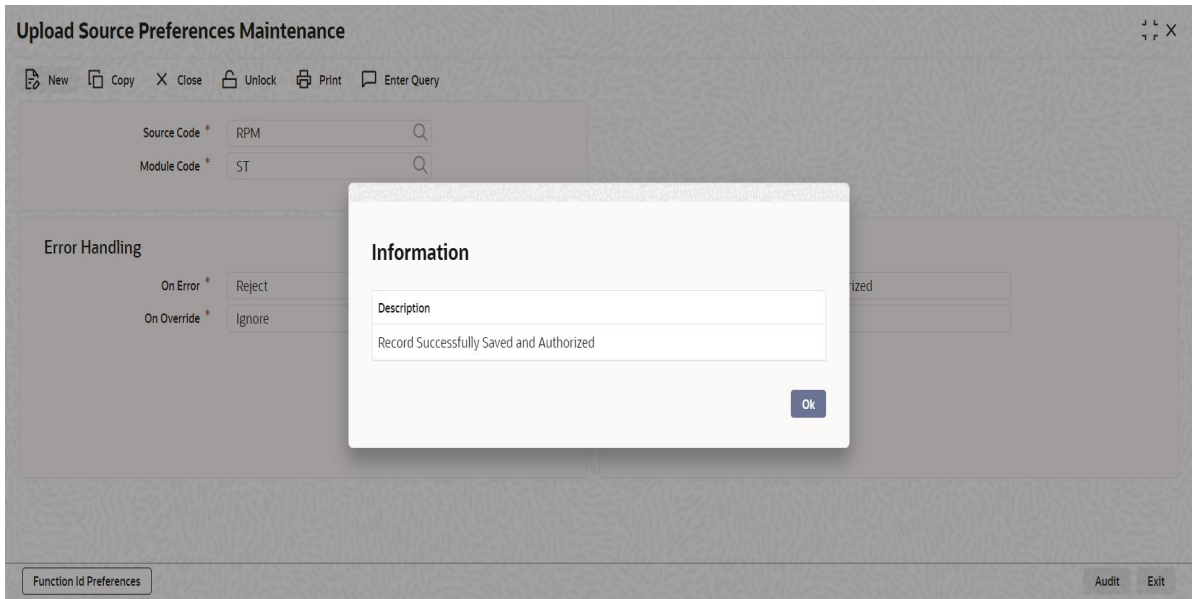 Upload Source Preferences Maintenance
New Copy Close Unlock Print Enter Query
Source Code * RPM
Module Code * ST
Error Handling
On Error * Reject
On Override * Ignore
Information
Description
Record Successfully Saved and Authorized
Ok
Function Id Preferences
Audit Exit